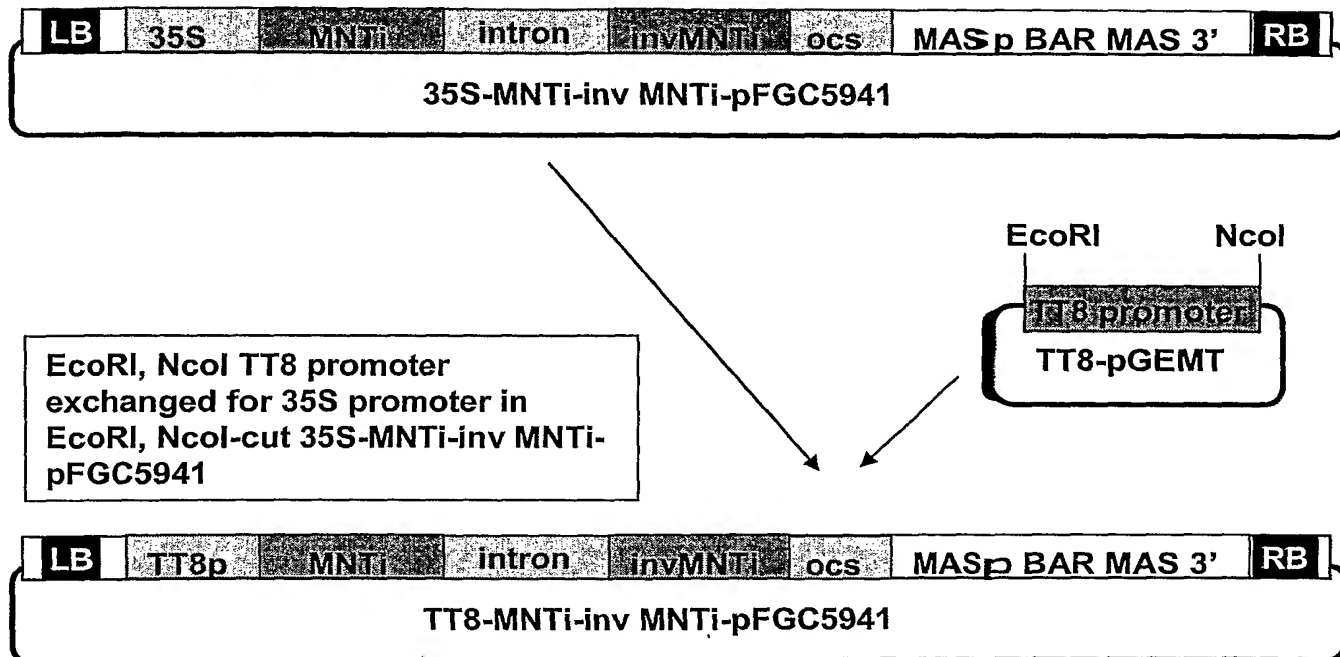 LB 35S MNTi intron invMNTi ocs MASp BAR MAS 3' RB
35S-MNTi-inv MNTi-pFGC5941
EcoRI NcoI
TT8 promoter
TT8-pGEMT
EcoRI, NcoI TT8 promoter
exchanged for 35S promoter in
EcoRI, NcoI-cut 35S-MNTi-inv MNTi-
pFGC5941
LB TT8p MNTi intron invMNTi ocs MASp BAR MAS 3' RB
TT8-MNTi-inv MNTi-pFGC5941